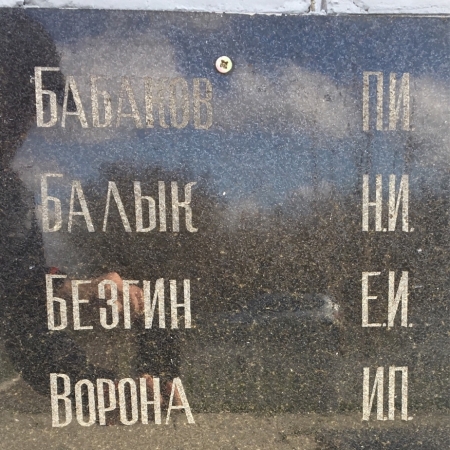 Бабаков П.И.
Балык Н.И.
Безгин Е.И.
Ворона И.П.